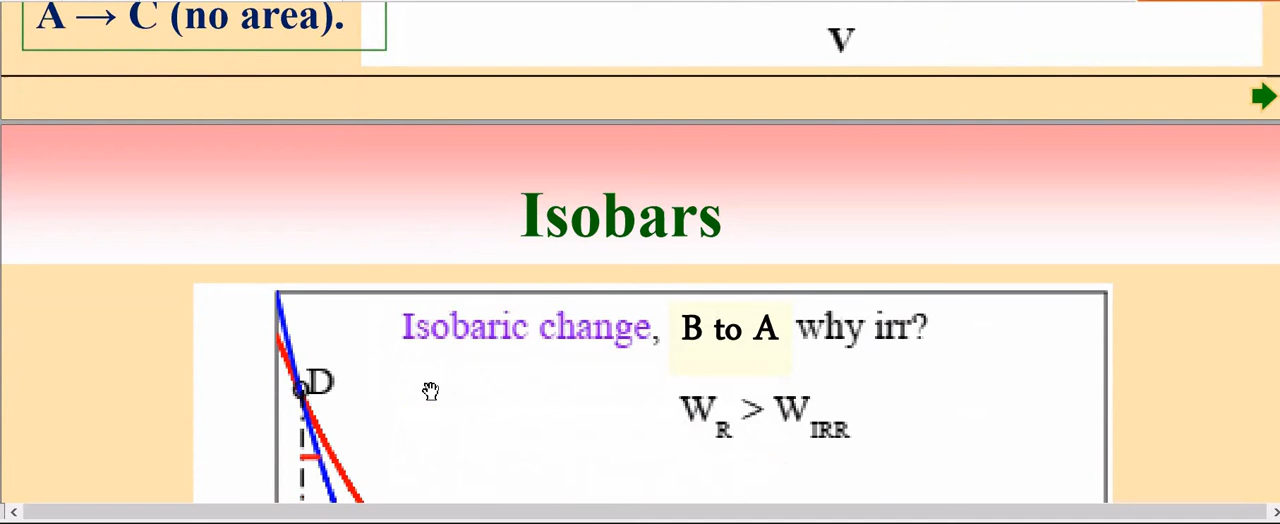 A → C (no area).
V
Isobars
Isobaric change, B to A why irr?
D
W_R > W_IRR